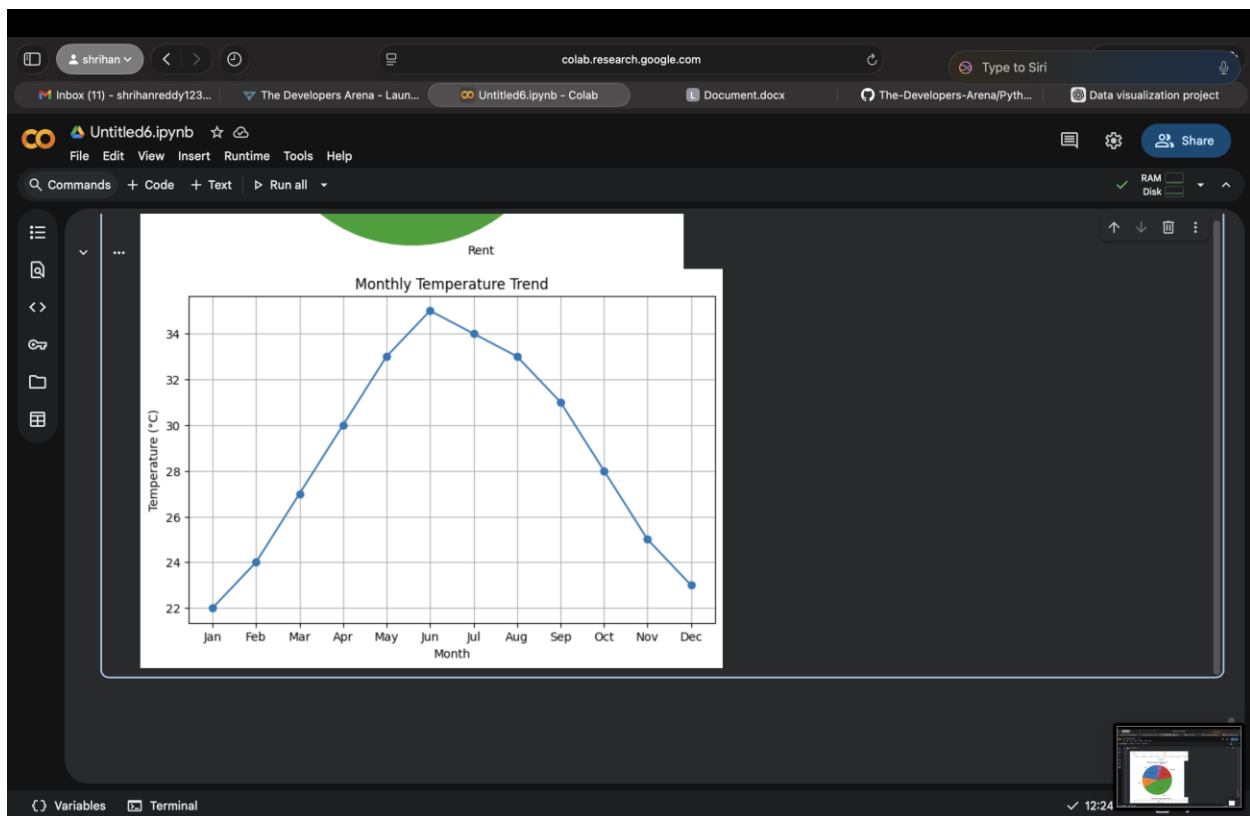 shrihan
colab.research.google.com
Type to Siri
Inbox (11) - shrihanreddy123...
The Developers Arena - Laun...
Untitled6.ipynb - Colab
Document.docx
The-Developers-Arena/Pyth...
Data visualization project
Untitled6.ipynb
File Edit View Insert Runtime Tools Help
Share
Commands + Code + Text Run all
RAM
Disk
Rent
Monthly Temperature Trend
Temperature (°C)
34
32
30
28
26
24
22
Jan Feb Mar Apr May Jun Jul Aug Sep Oct Nov Dec
Month
Variables Terminal
12:24